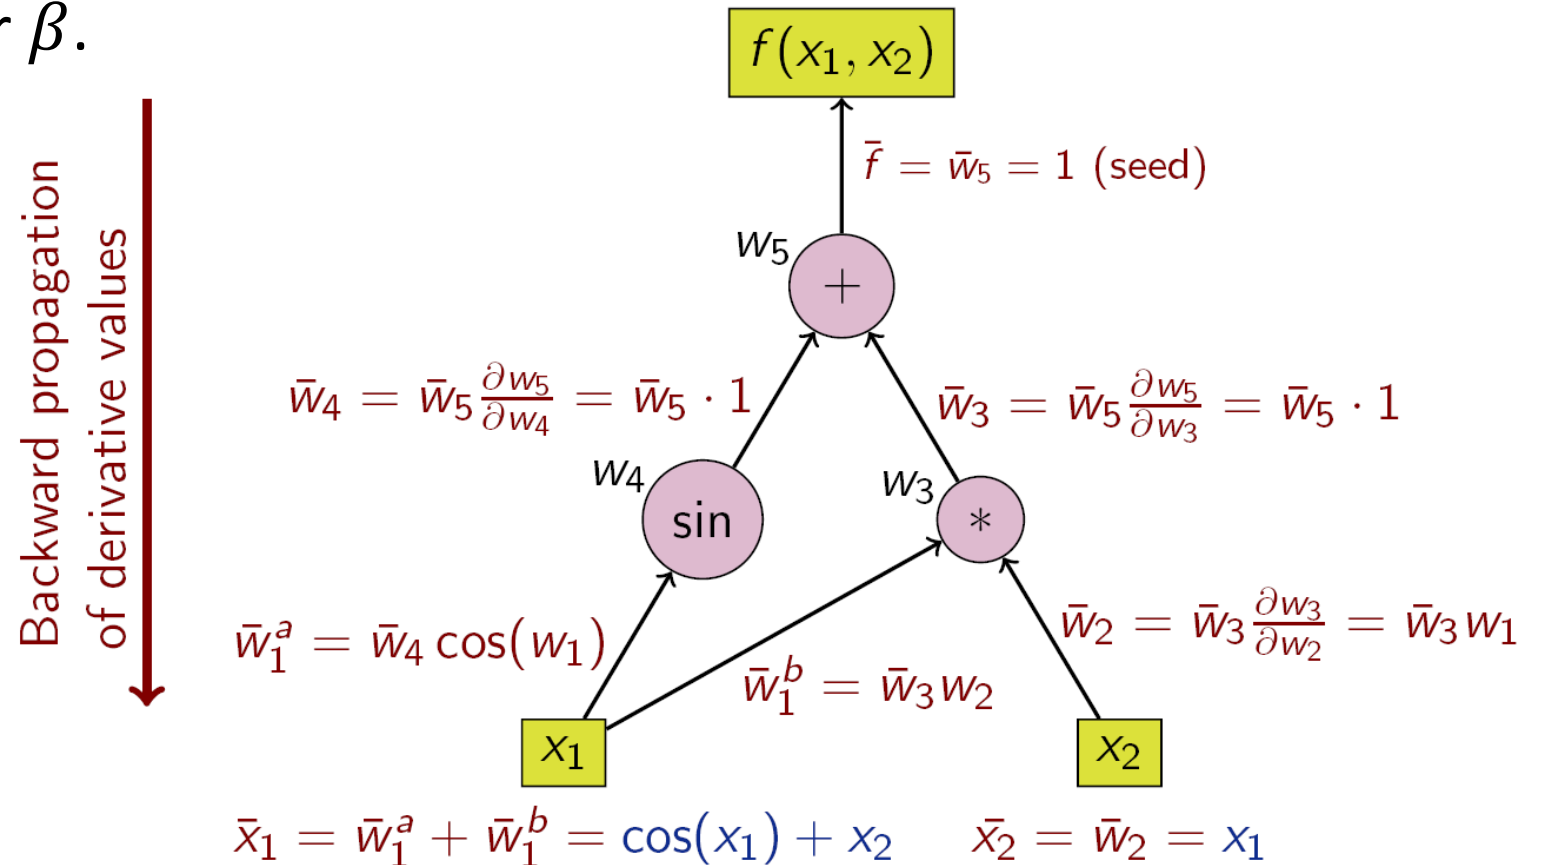 r β.
f(x₁, x₂)
f̄ = w̄₅ = 1 (seed)
w₅
+
w̄₄ = w̄₅ ∂w₅/∂w₄ = w̄₅ · 1
w̄₃ = w̄₅ ∂w₅/∂w₃ = w̄₅ · 1
w₄
sin
w₃
*
w̄₁ᵃ = w̄₄ cos(w₁)
w̄₁ᵇ = w̄₃w₂
w̄₂ = w̄₃ ∂w₃/∂w₂ = w̄₃w₁
x₁
x₂
x̄₁ = w̄₁ᵃ + w̄₁ᵇ = cos(x₁) + x₂
x̄₂ = w̄₂ = x₁
Backward propagation
of derivative values